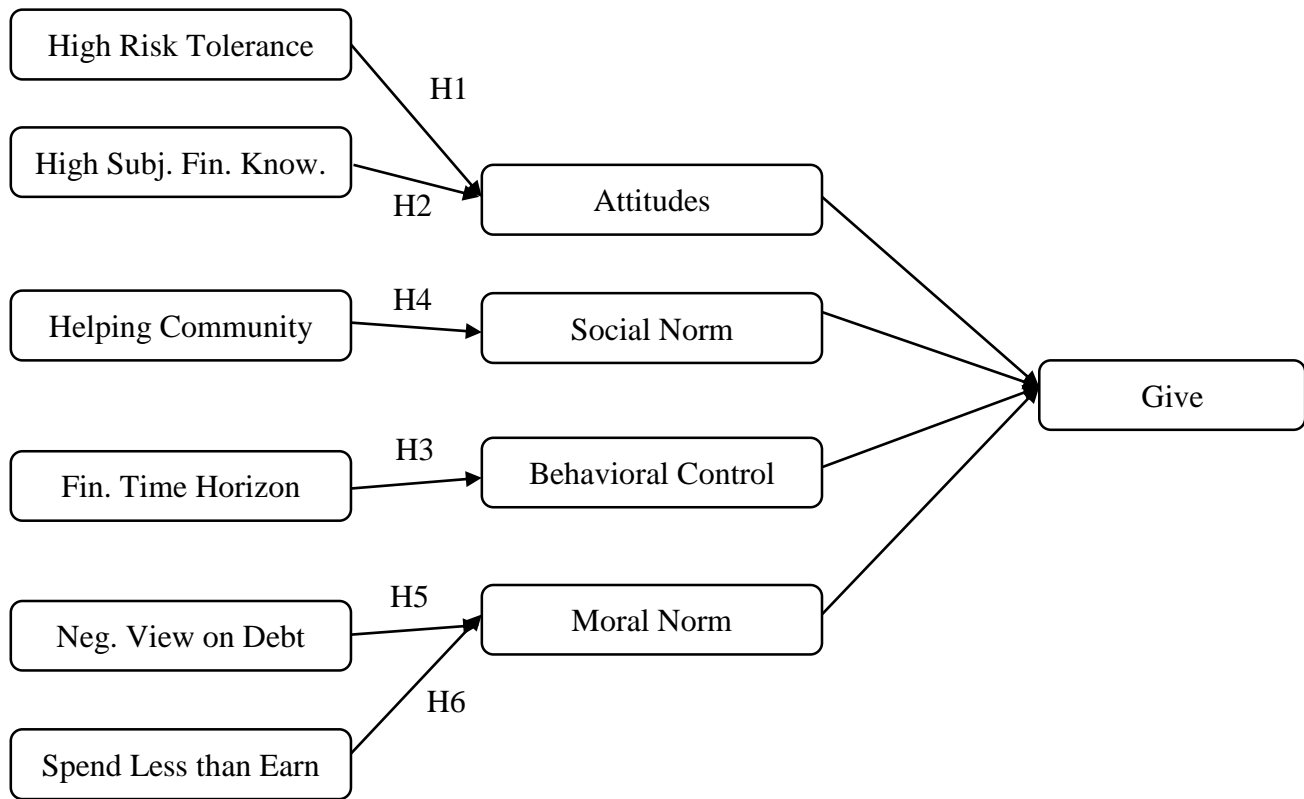 High Risk Tolerance
H1
High Subj. Fin. Know.
H2
Attitudes
Helping Community
H4
Social Norm
Give
Fin. Time Horizon
H3
Behavioral Control
Neg. View on Debt
H5
Moral Norm
H6
Spend Less than Earn